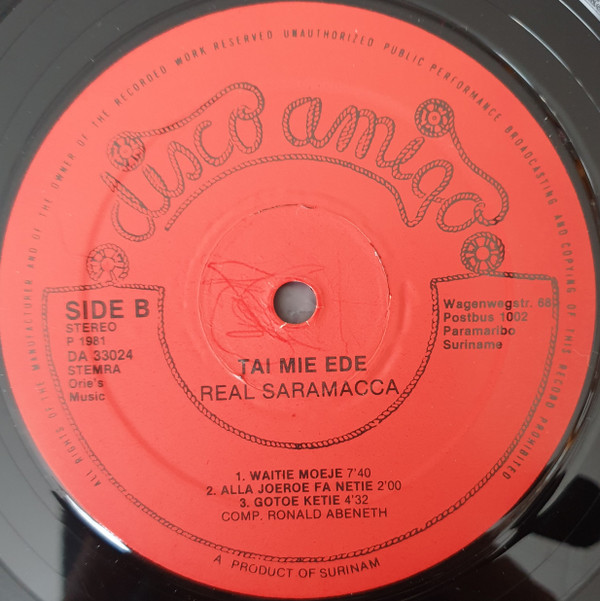 ALL RIGHTS OF THE MANUFACTURER AND OF THE OWNER OF THE RECORDED WORK RESERVED UNAUTHORIZED PUBLIC PERFORMANCE BROADCASTING AND COPYING OF THIS RECORD PROHIBITED
disco amigo
SIDE B
STEREO
P 1981
DA 33024
STEMRA
Orie's
Music
Wagenwegstr. 68
Postbus 1002
Paramaribo
Suriname
TAI MIE EDE
REAL SARAMACCA
1. WAITIE MOEJE 7'40
2. ALLA JOEROE FA NETIE 2'00
3. GOTOE KETIE 4'32
COMP. RONALD ABENETH
A PRODUCT OF SURINAM